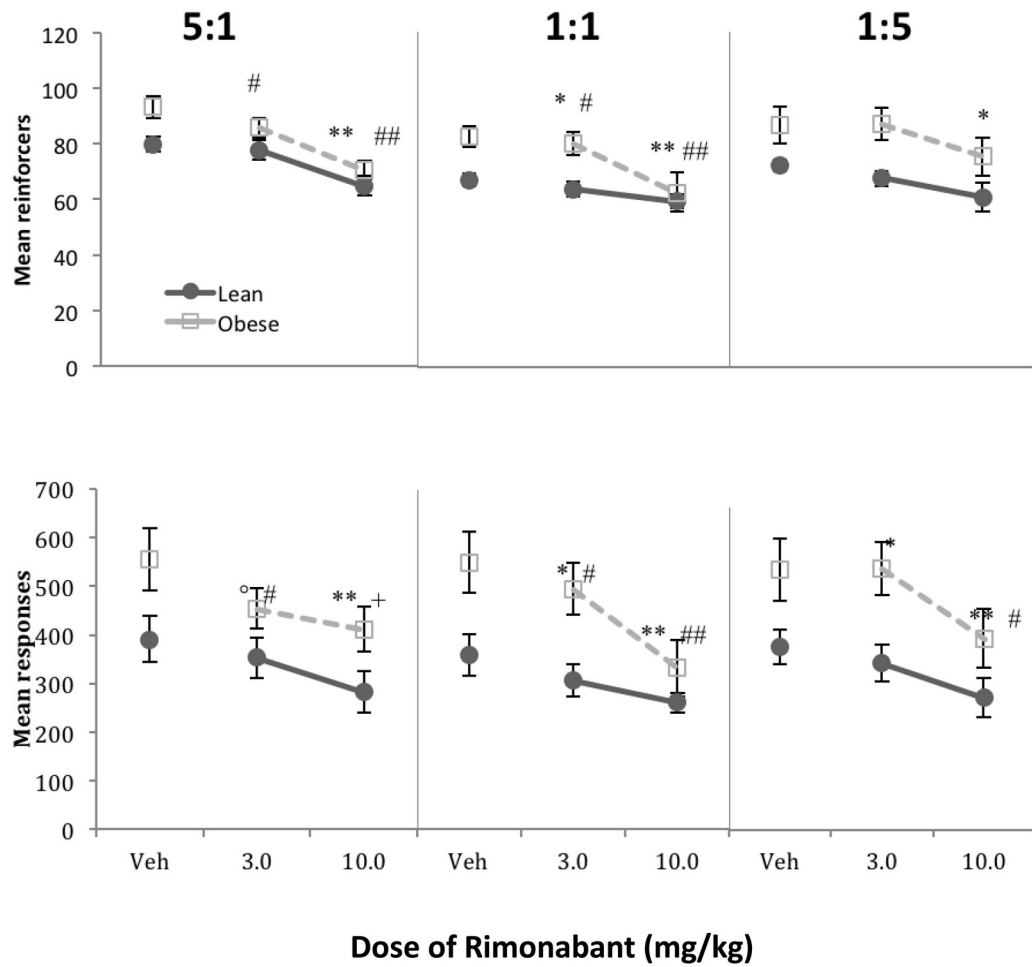 5:1 1:1 1:5
120
100
80
60
40
20
0
Mean reinforcers
# ** ## * # ** ## *
Lean
Obese
700
600
500
400
300
200
100
0
Mean responses
° # ** + * # ** ## * ** #
Veh 3.0 10.0 Veh 3.0 10.0 Veh 3.0 10.0
Dose of Rimonabant (mg/kg)